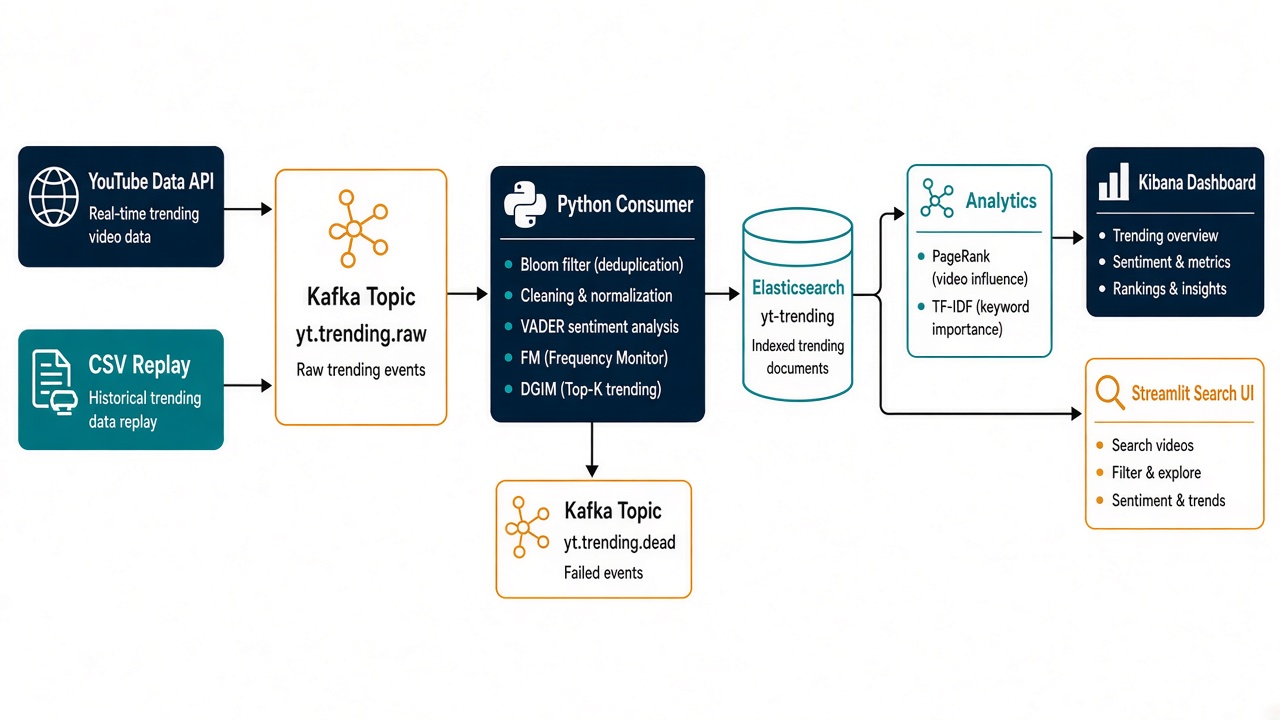 YouTube Data API
Real-time trending
video data
CSV Replay
Historical trending
data replay
Kafka Topic
yt.trending.raw
Raw trending events
Python Consumer
Bloom filter (deduplication)
Cleaning & normalization
VADER sentiment analysis
FM (Frequency Monitor)
DGIM (Top-K trending)
Kafka Topic
yt.trending.dead
Failed events
Elasticsearch
yt-trending
Indexed trending
documents
Analytics
PageRank
(video influence)
TF-IDF (keyword
importance)
Kibana Dashboard
Trending overview
Sentiment & metrics
Rankings & insights
Streamlit Search UI
Search videos
Filter & explore
Sentiment & trends